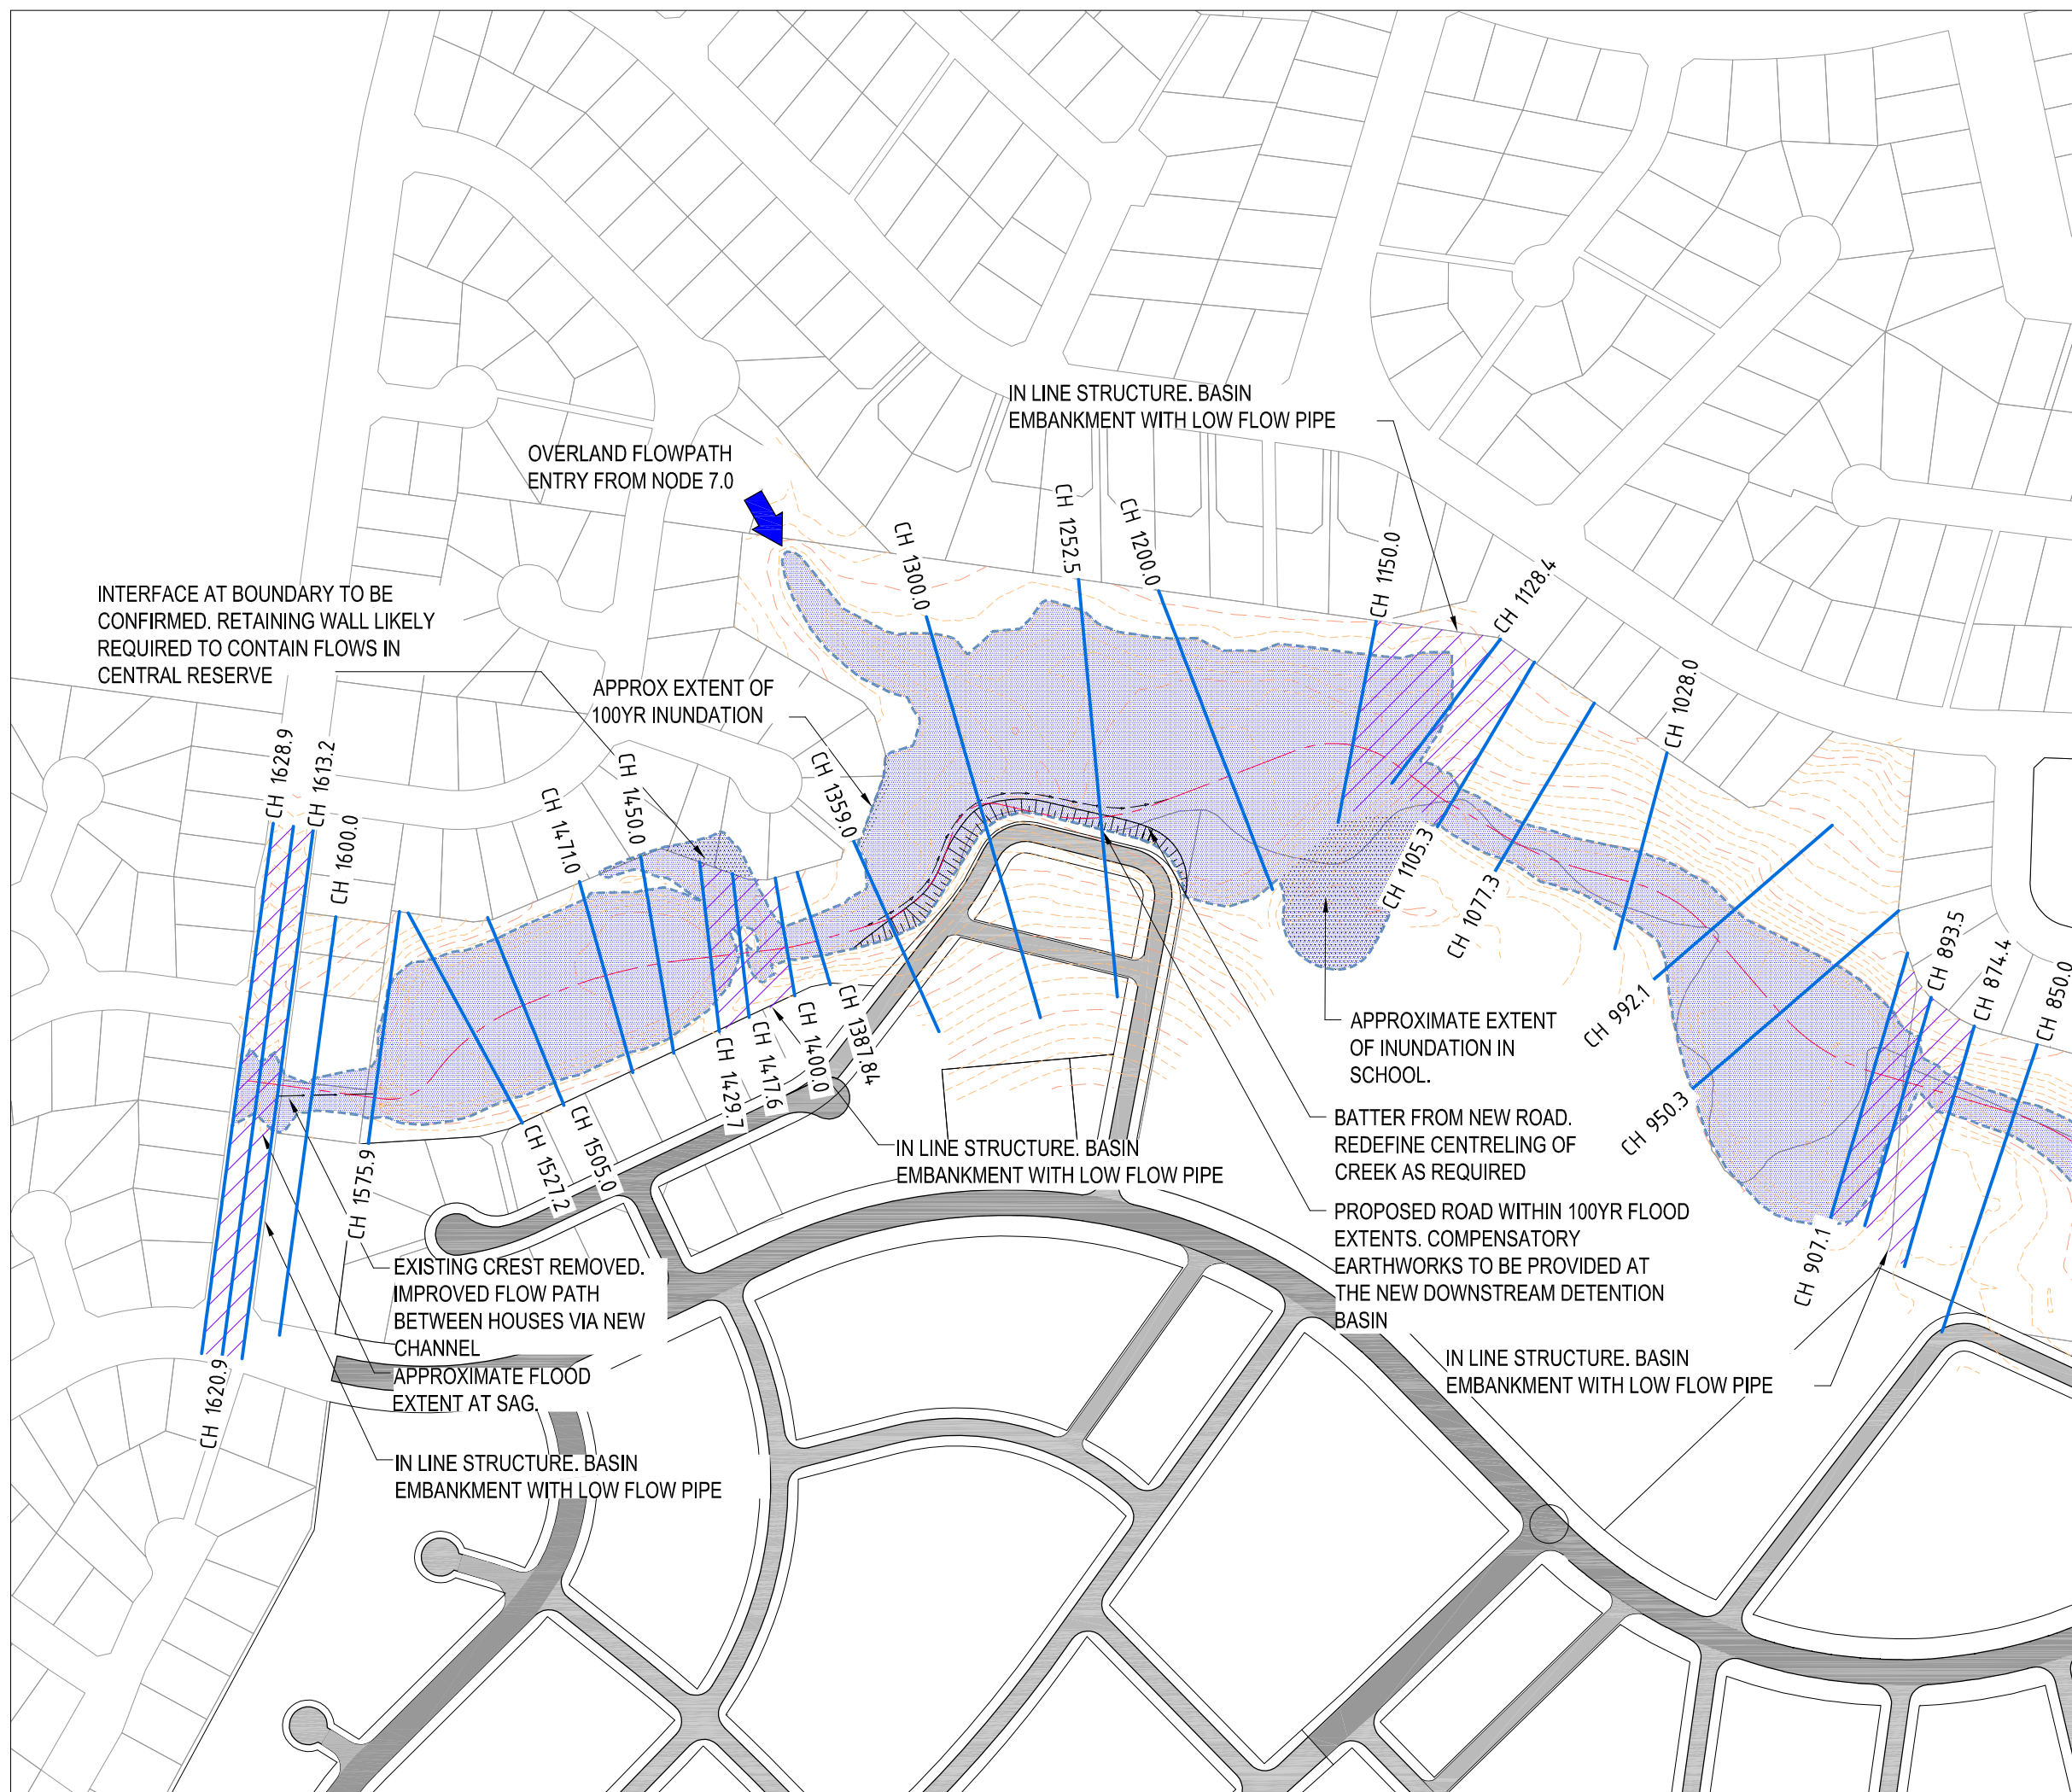 IN LINE STRUCTURE. BASIN
EMBANKMENT WITH LOW FLOW PIPE
OVERLAND FLOWPATH
ENTRY FROM NODE 7.0
CH 1300.0
CH 1252.5
CH 1200.0
CH 1150.0
CH 1128.4
INTERFACE AT BOUNDARY TO BE
CONFIRMED. RETAINING WALL LIKELY
REQUIRED TO CONTAIN FLOWS IN
CENTRAL RESERVE
APPROX EXTENT OF
100YR INUNDATION
CH 1028.0
CH 1628.9
CH 1613.2
CH 1600.0
CH 1471.0
CH 1450.0
CH 1359.0
CH 1105.3
CH 1077.3
CH 992.1
CH 950.3
CH 893.5
CH 874.4
CH 850.0
CH 1387.84
CH 1400.0
CH 1417.6
CH 1429.7
APPROXIMATE EXTENT
OF INUNDATION IN
SCHOOL.
BATTER FROM NEW ROAD.
REDEFINE CENTRELING OF
CREEK AS REQUIRED
IN LINE STRUCTURE. BASIN
EMBANKMENT WITH LOW FLOW PIPE
CH 1575.9
CH 1527.2
CH 1505.0
PROPOSED ROAD WITHIN 100YR FLOOD
EXTENTS. COMPENSATORY
EARTHWORKS TO BE PROVIDED AT
THE NEW DOWNSTREAM DETENTION
BASIN
CH 907.1
EXISTING CREST REMOVED.
IMPROVED FLOW PATH
BETWEEN HOUSES VIA NEW
CHANNEL
APPROXIMATE FLOOD
EXTENT AT SAG.
IN LINE STRUCTURE. BASIN
EMBANKMENT WITH LOW FLOW PIPE
CH 1620.9
IN LINE STRUCTURE. BASIN
EMBANKMENT WITH LOW FLOW PIPE